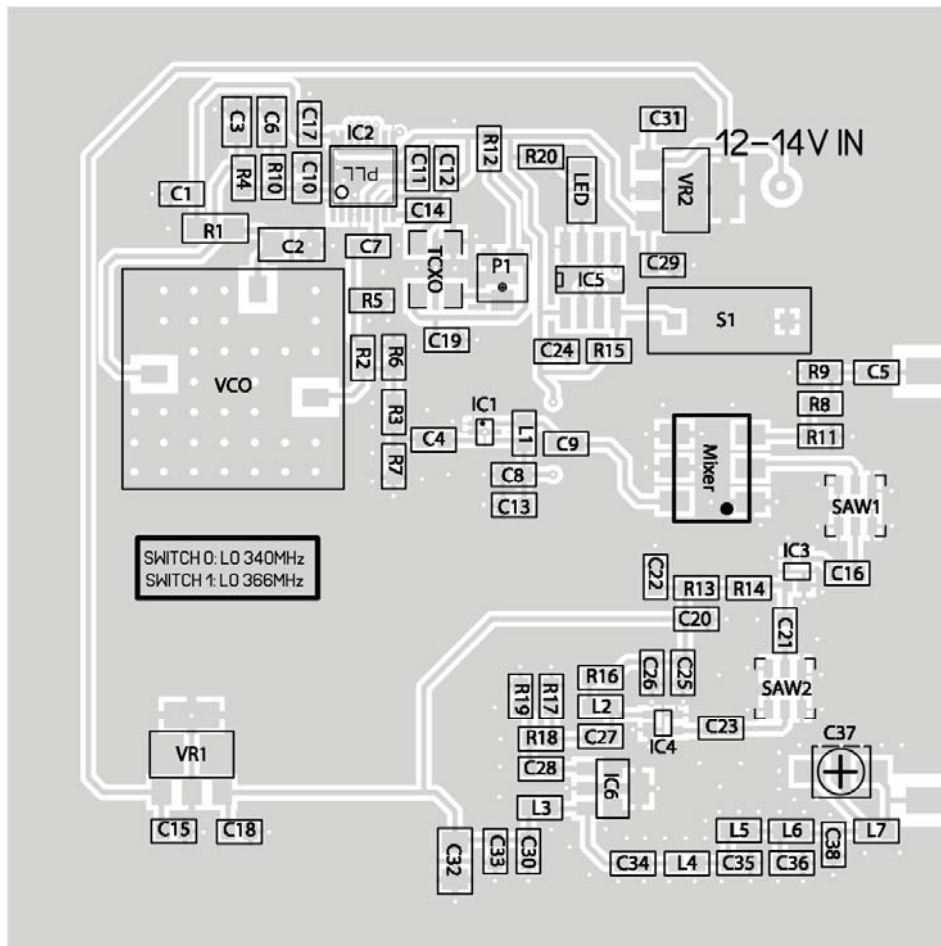 C3
C6
C17
IC2
PLL
C11
C12
R12
R20
LED
C31
12-14V IN
VR2
R4
R10
C10
C1
C14
R1
C2
C7
TCXO
P1
IC5
C29
R5
S1
C19
R2
R6
C24
R15
VCO
R9
C5
R3
IC1
L1
R8
C4
C9
R11
R7
C8
Mixer
C13
SAW1
SWITCH 0: LO 340MHz
SWITCH 1: LO 366MHz
IC3
C22
R13
R14
C16
C20
C21
R16
C26
C25
SAW2
R19
R17
L2
C23
IC4
C37
VR1
R18
C27
C28
IC6
L3
C15
C18
L5
L6
L7
C32
C33
C30
C34
L4
C35
C36
C38